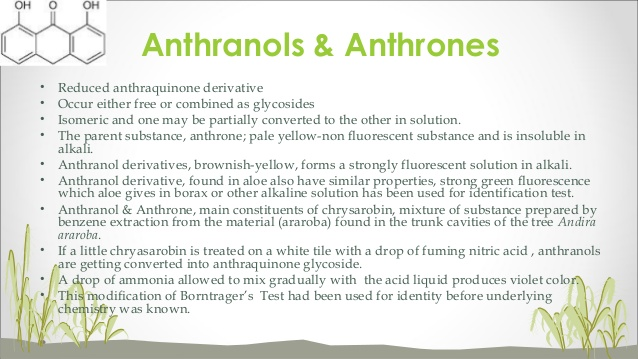 OH O OH
Anthranols & Anthrones
• Reduced anthraquinone derivative
• Occur either free or combined as glycosides
• Isomeric and one may be partially converted to the other in solution.
• The parent substance, anthrone; pale yellow-non fluorescent substance and is insoluble in
alkali.
• Anthranol derivatives, brownish-yellow, forms a strongly fluorescent solution in alkali.
• Anthranol derivative, found in aloe also have similar properties, strong green fluorescence
which aloe gives in borax or other alkaline solution has been used for identification test.
• Anthranol & Anthrone, main constituents of chrysarobin, mixture of substance prepared by
benzene extraction from the material (araroba) found in the trunk cavities of the tree Andira
araroba.
• If a little chryasarobin is treated on a white tile with a drop of fuming nitric acid , anthranols
are getting converted into anthraquinone glycoside.
• A drop of ammonia allowed to mix gradually with the acid liquid produces violet color.
• This modification of Borntrager's Test had been used for identity before underlying
chemistry was known.